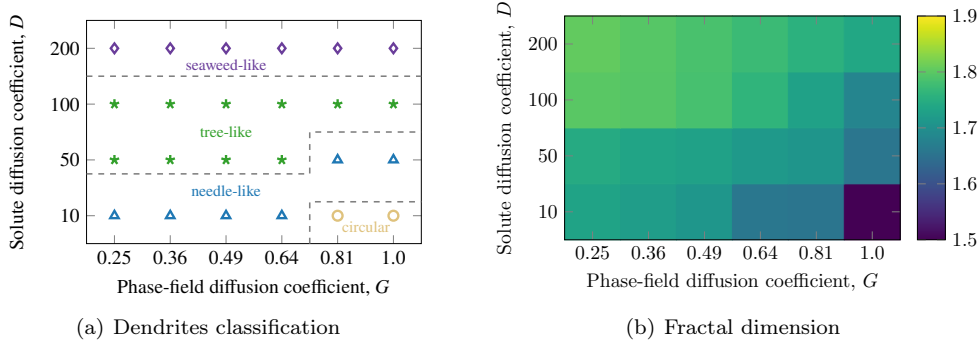 Solute diffusion coefficient, D
200
100
50
10
seaweed-like
tree-like
needle-like
circular
0.25 0.36 0.49 0.64 0.81 1.0
Phase-field diffusion coefficient, G
(a) Dendrites classification
Solute diffusion coefficient, D
200
100
50
10
0.25 0.36 0.49 0.64 0.81 1.0
Phase-field diffusion coefficient, G
1.9
1.8
1.7
1.6
1.5
(b) Fractal dimension